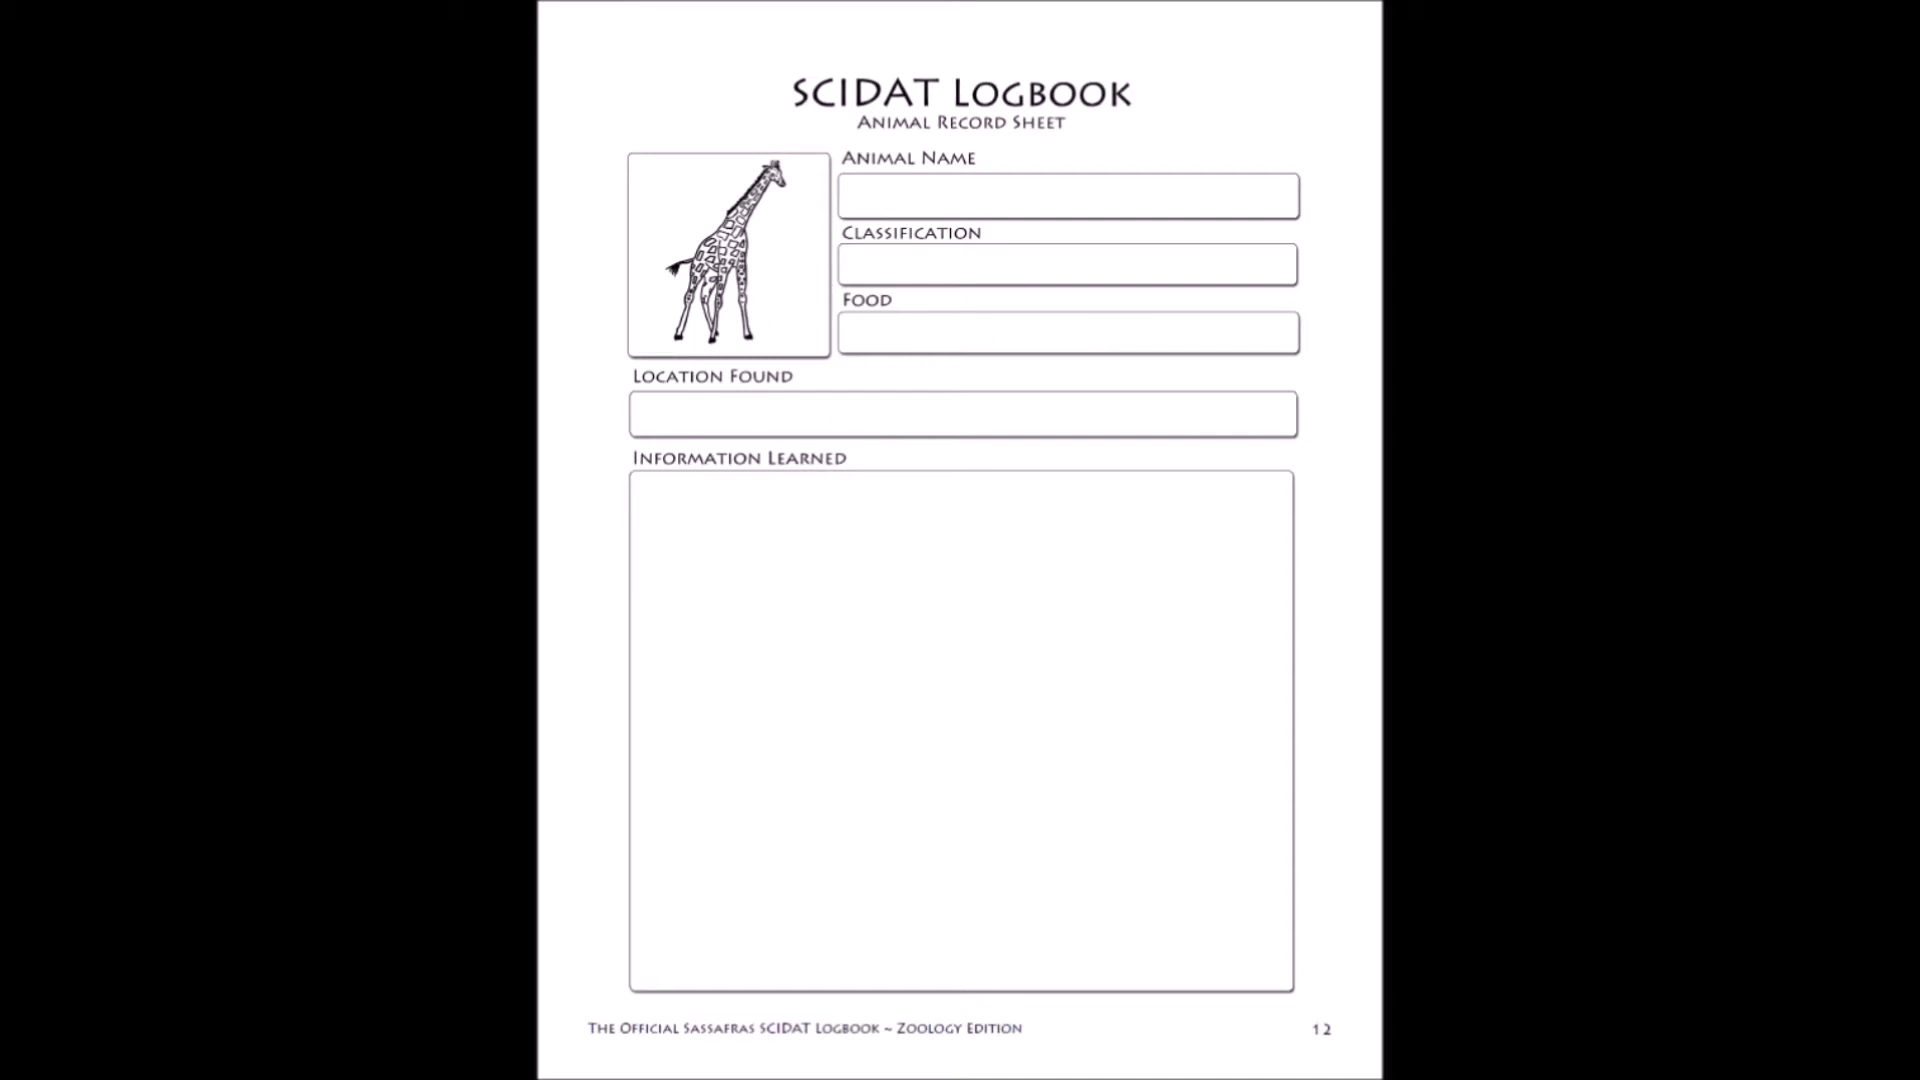 SCIDAT Logbook
Animal Record Sheet
Animal Name
Classification
Food
Location Found
Information Learned
The Official Sassafras SCIDAT Logbook ~ Zoology Edition
12